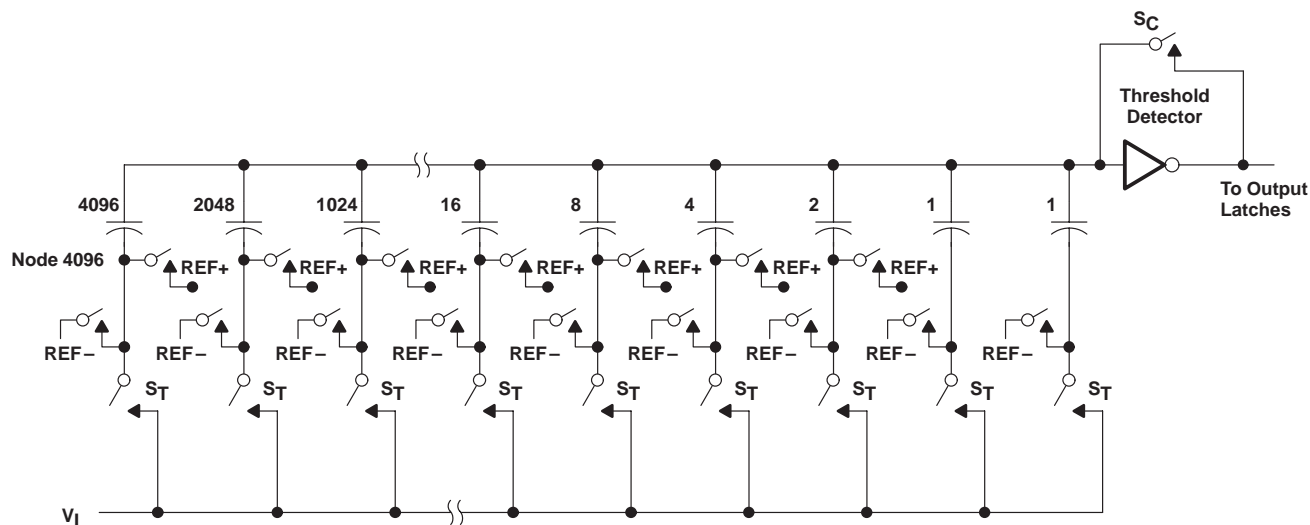 SC
Threshold
Detector
To Output
Latches
4096 2048 1024 16 8 4 2 1 1
Node 4096 REF+ REF+ REF+ REF+ REF+ REF+ REF+
REF– REF– REF– REF– REF– REF– REF– REF– REF–
ST ST ST ST ST ST ST ST ST
VI